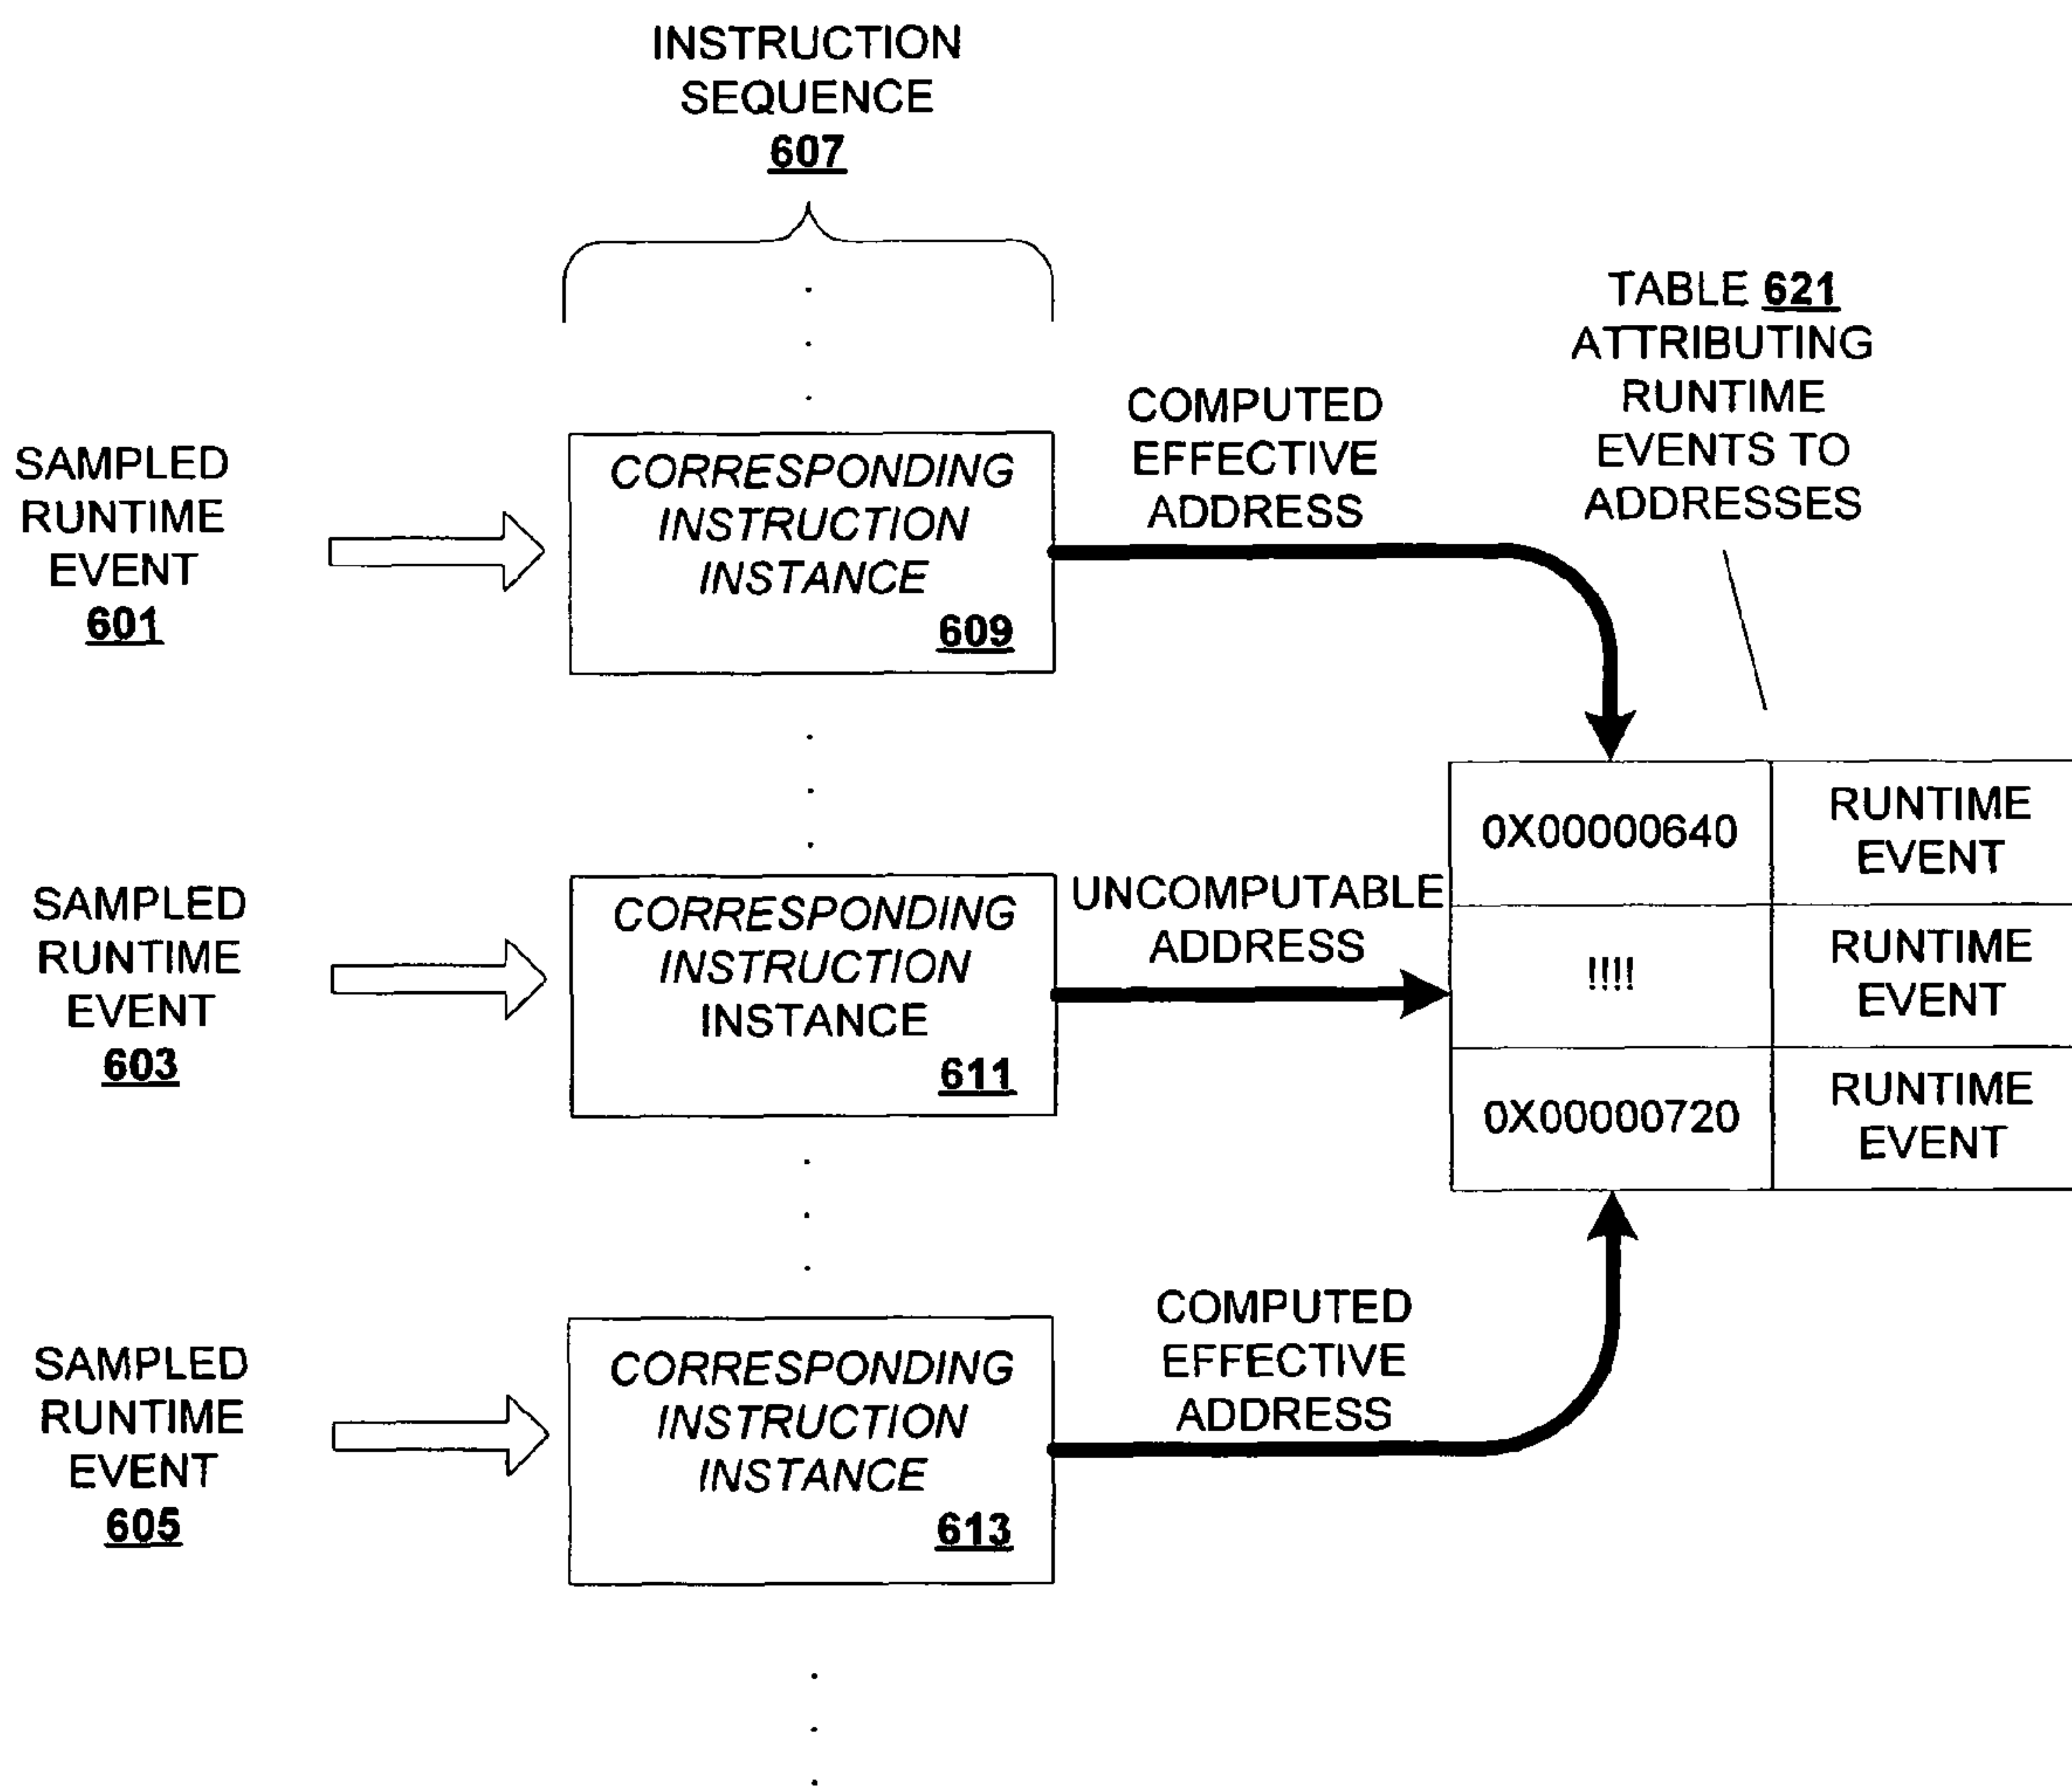 INSTRUCTION
SEQUENCE
607
TABLE 621
ATTRIBUTING
RUNTIME
EVENTS TO
ADDRESSES
SAMPLED
RUNTIME
EVENT
601
CORRESPONDING
INSTRUCTION
INSTANCE
609
COMPUTED
EFFECTIVE
ADDRESS
SAMPLED
RUNTIME
EVENT
603
CORRESPONDING
INSTRUCTION
INSTANCE
611
UNCOMPUTABLE
ADDRESS
0X00000640
RUNTIME
EVENT
!!!!
RUNTIME
EVENT
0X00000720
RUNTIME
EVENT
SAMPLED
RUNTIME
EVENT
605
CORRESPONDING
INSTRUCTION
INSTANCE
613
COMPUTED
EFFECTIVE
ADDRESS